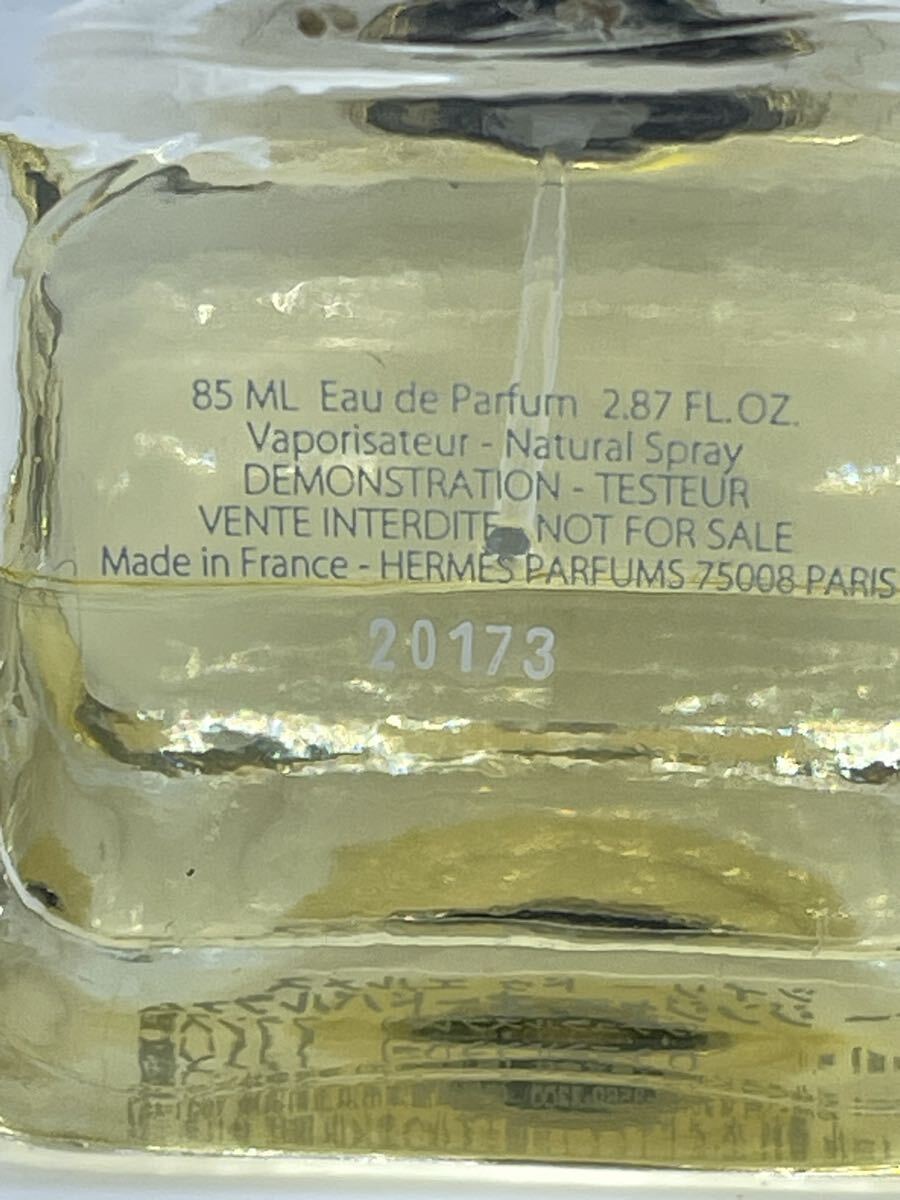 85 ML Eau de Parfum 2.87 FL.OZ.
Vaporisateur - Natural Spray
DEMONSTRATION - TESTEUR
VENTE INTERDITE NOT FOR SALE
Made in France - HERMÈS PARFUMS 75008 PARIS
20173